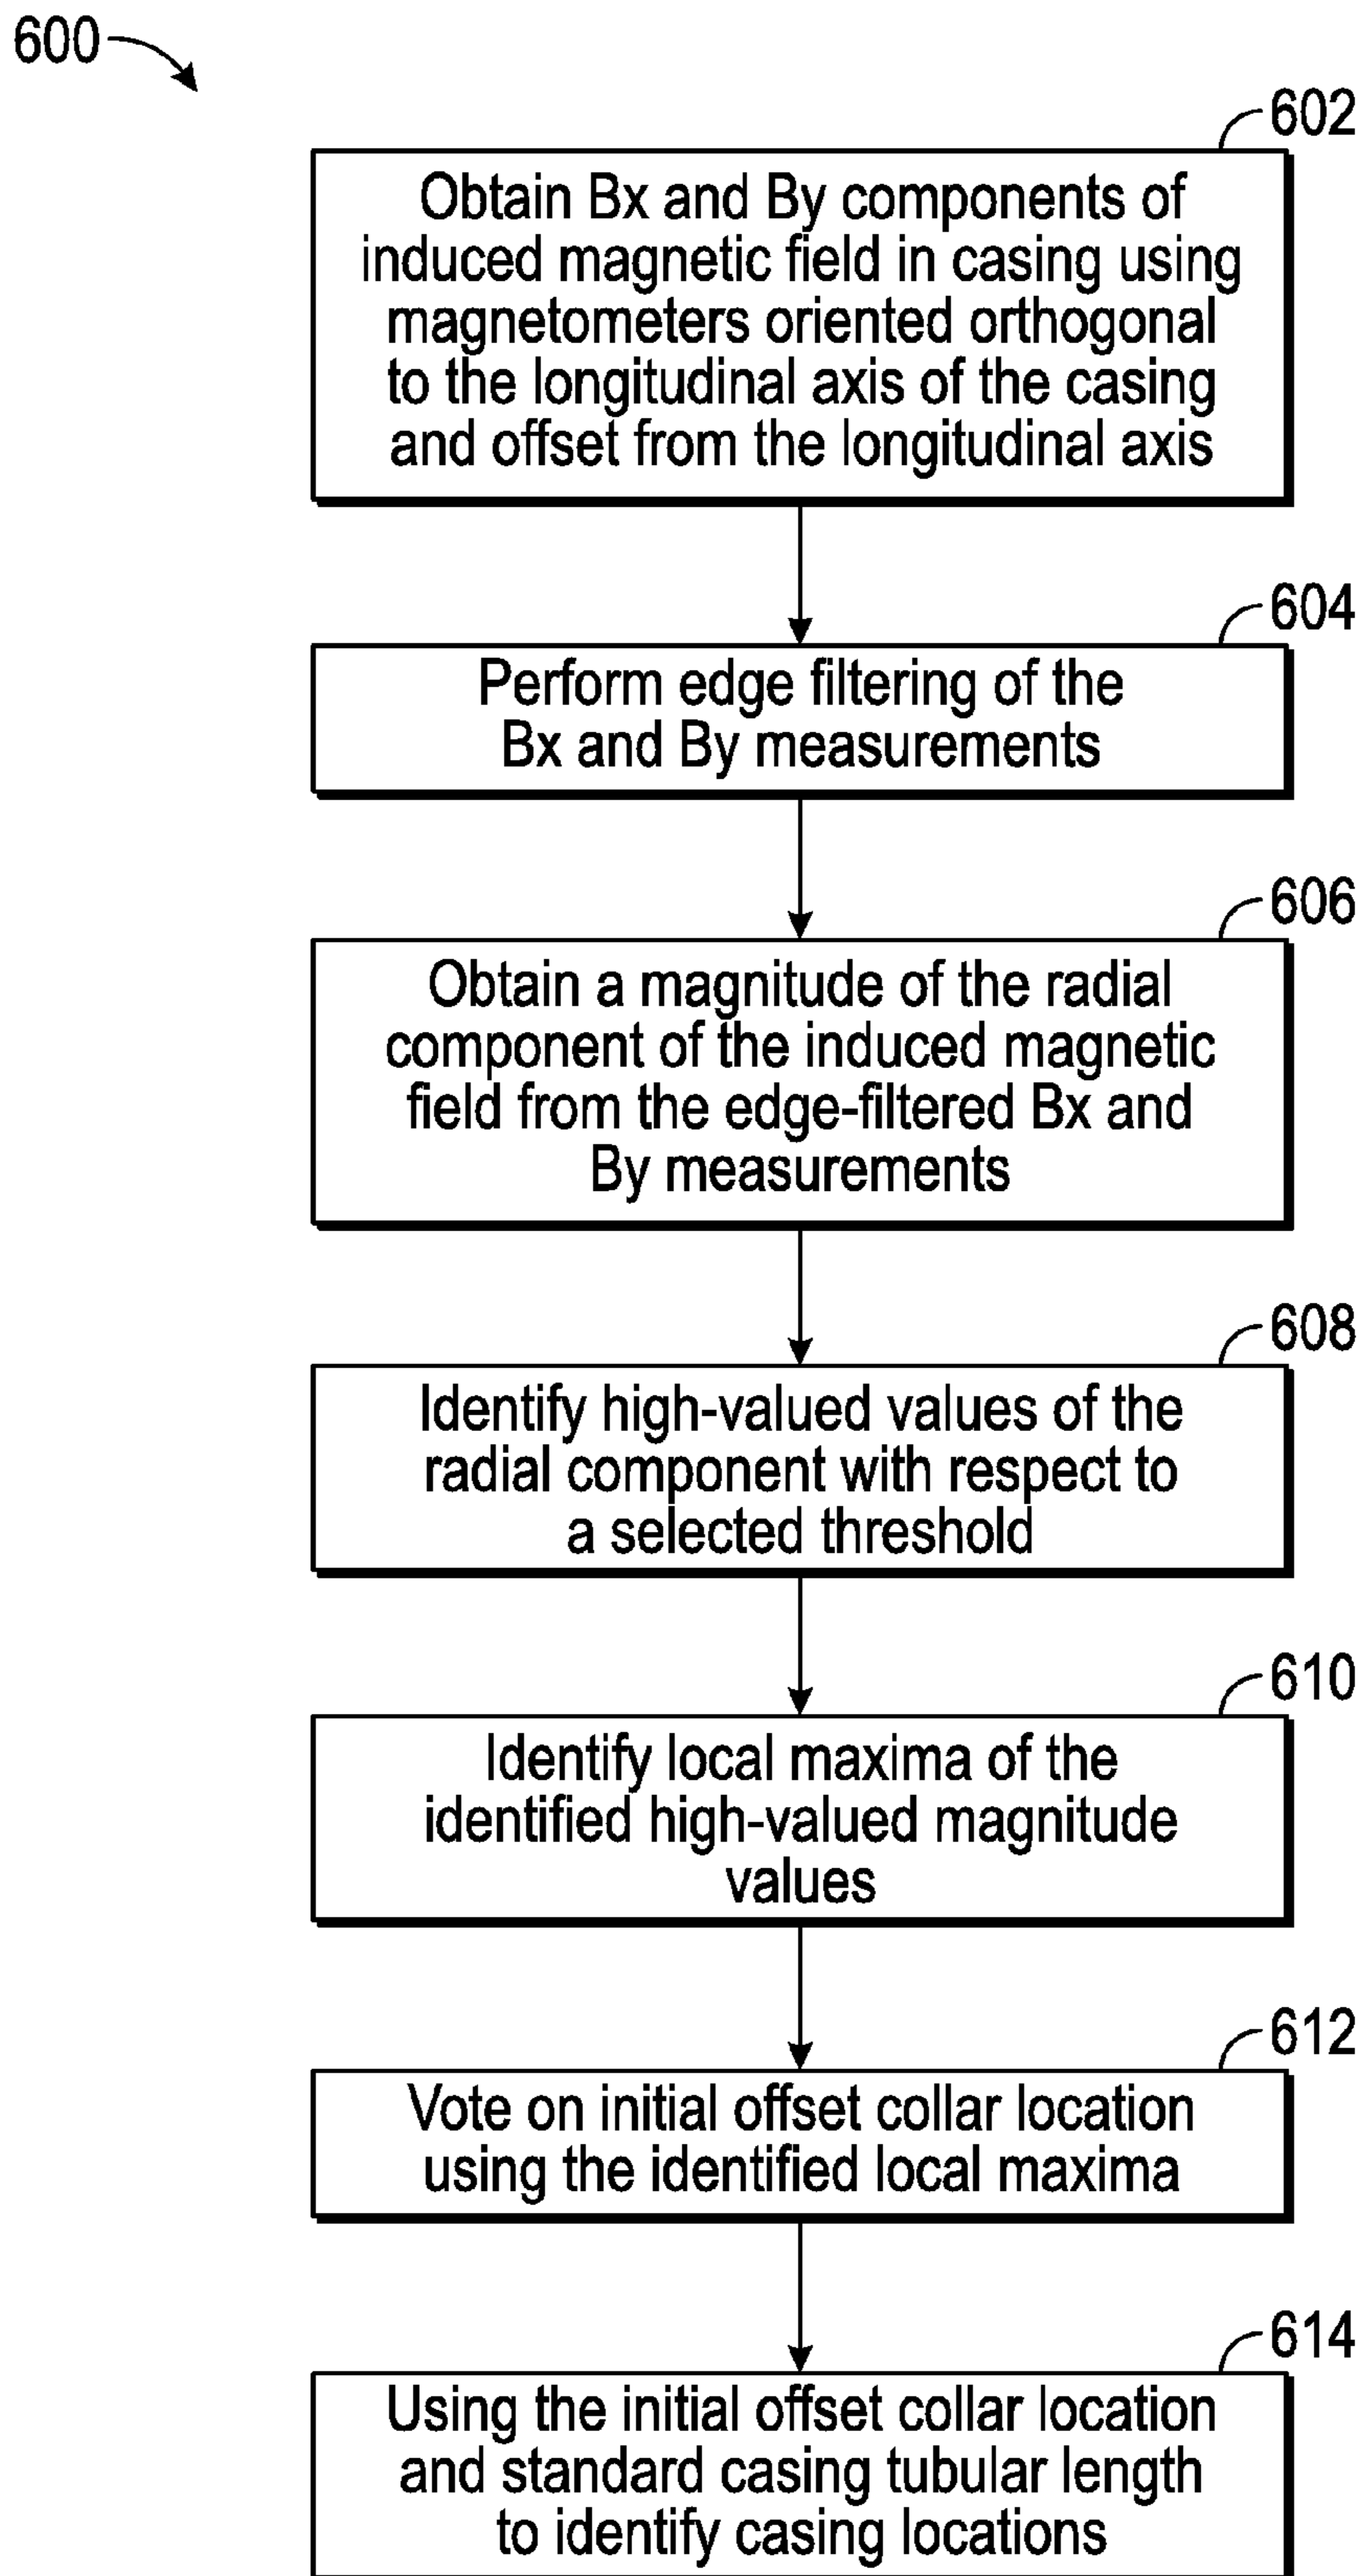 600
602
Obtain Bx and By components of
induced magnetic field in casing using
magnetometers oriented orthogonal
to the longitudinal axis of the casing
and offset from the longitudinal axis
604
Perform edge filtering of the
Bx and By measurements
606
Obtain a magnitude of the radial
component of the induced magnetic
field from the edge-filtered Bx and
By measurements
608
Identify high-valued values of the
radial component with respect to
a selected threshold
610
Identify local maxima of the
identified high-valued magnitude
values
612
Vote on initial offset collar location
using the identified local maxima
614
Using the initial offset collar location
and standard casing tubular length
to identify casing locations